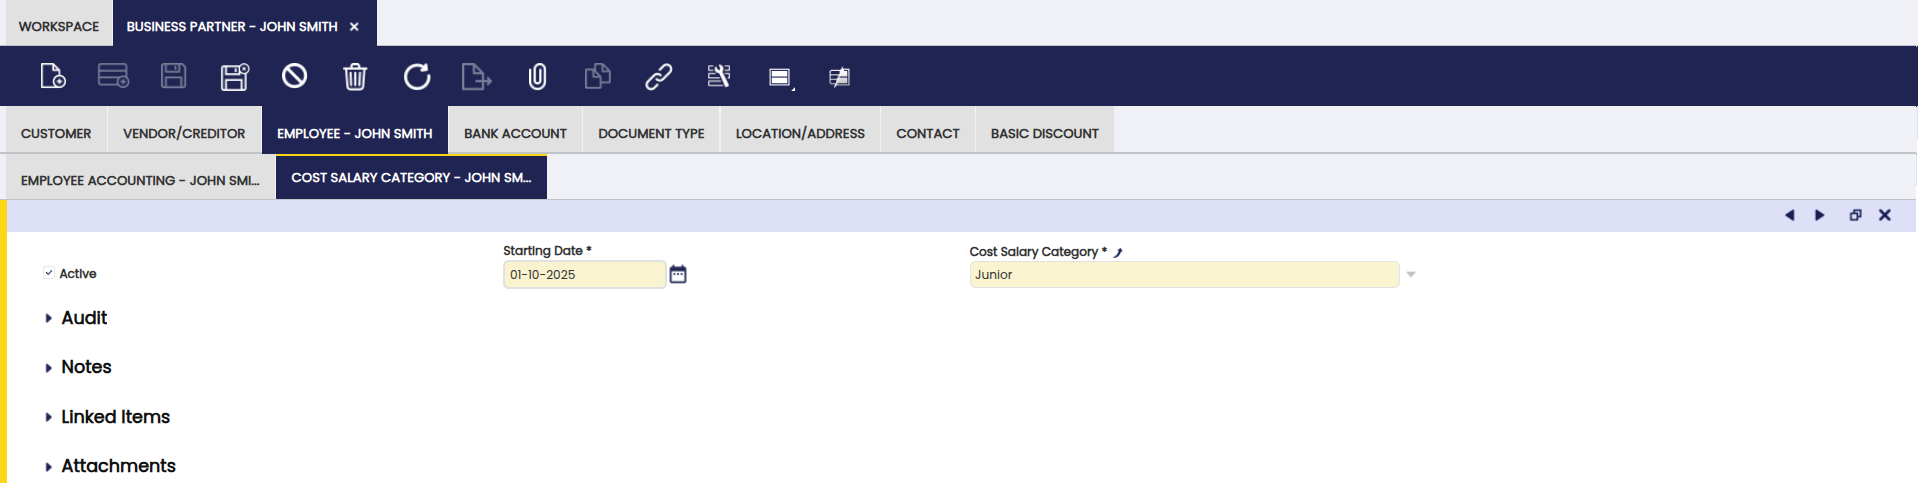 WORKSPACE BUSINESS PARTNER - JOHN SMITH
CUSTOMER VENDOR/CREDITOR EMPLOYEE - JOHN SMITH BANK ACCOUNT DOCUMENT TYPE LOCATION/ADDRESS CONTACT BASIC DISCOUNT
EMPLOYEE ACCOUNTING - JOHN SMI... COST SALARY CATEGORY - JOHN SM...
Starting Date * Cost Salary Category *
Active 01-10-2025 Junior
Audit
Notes
Linked Items
Attachments